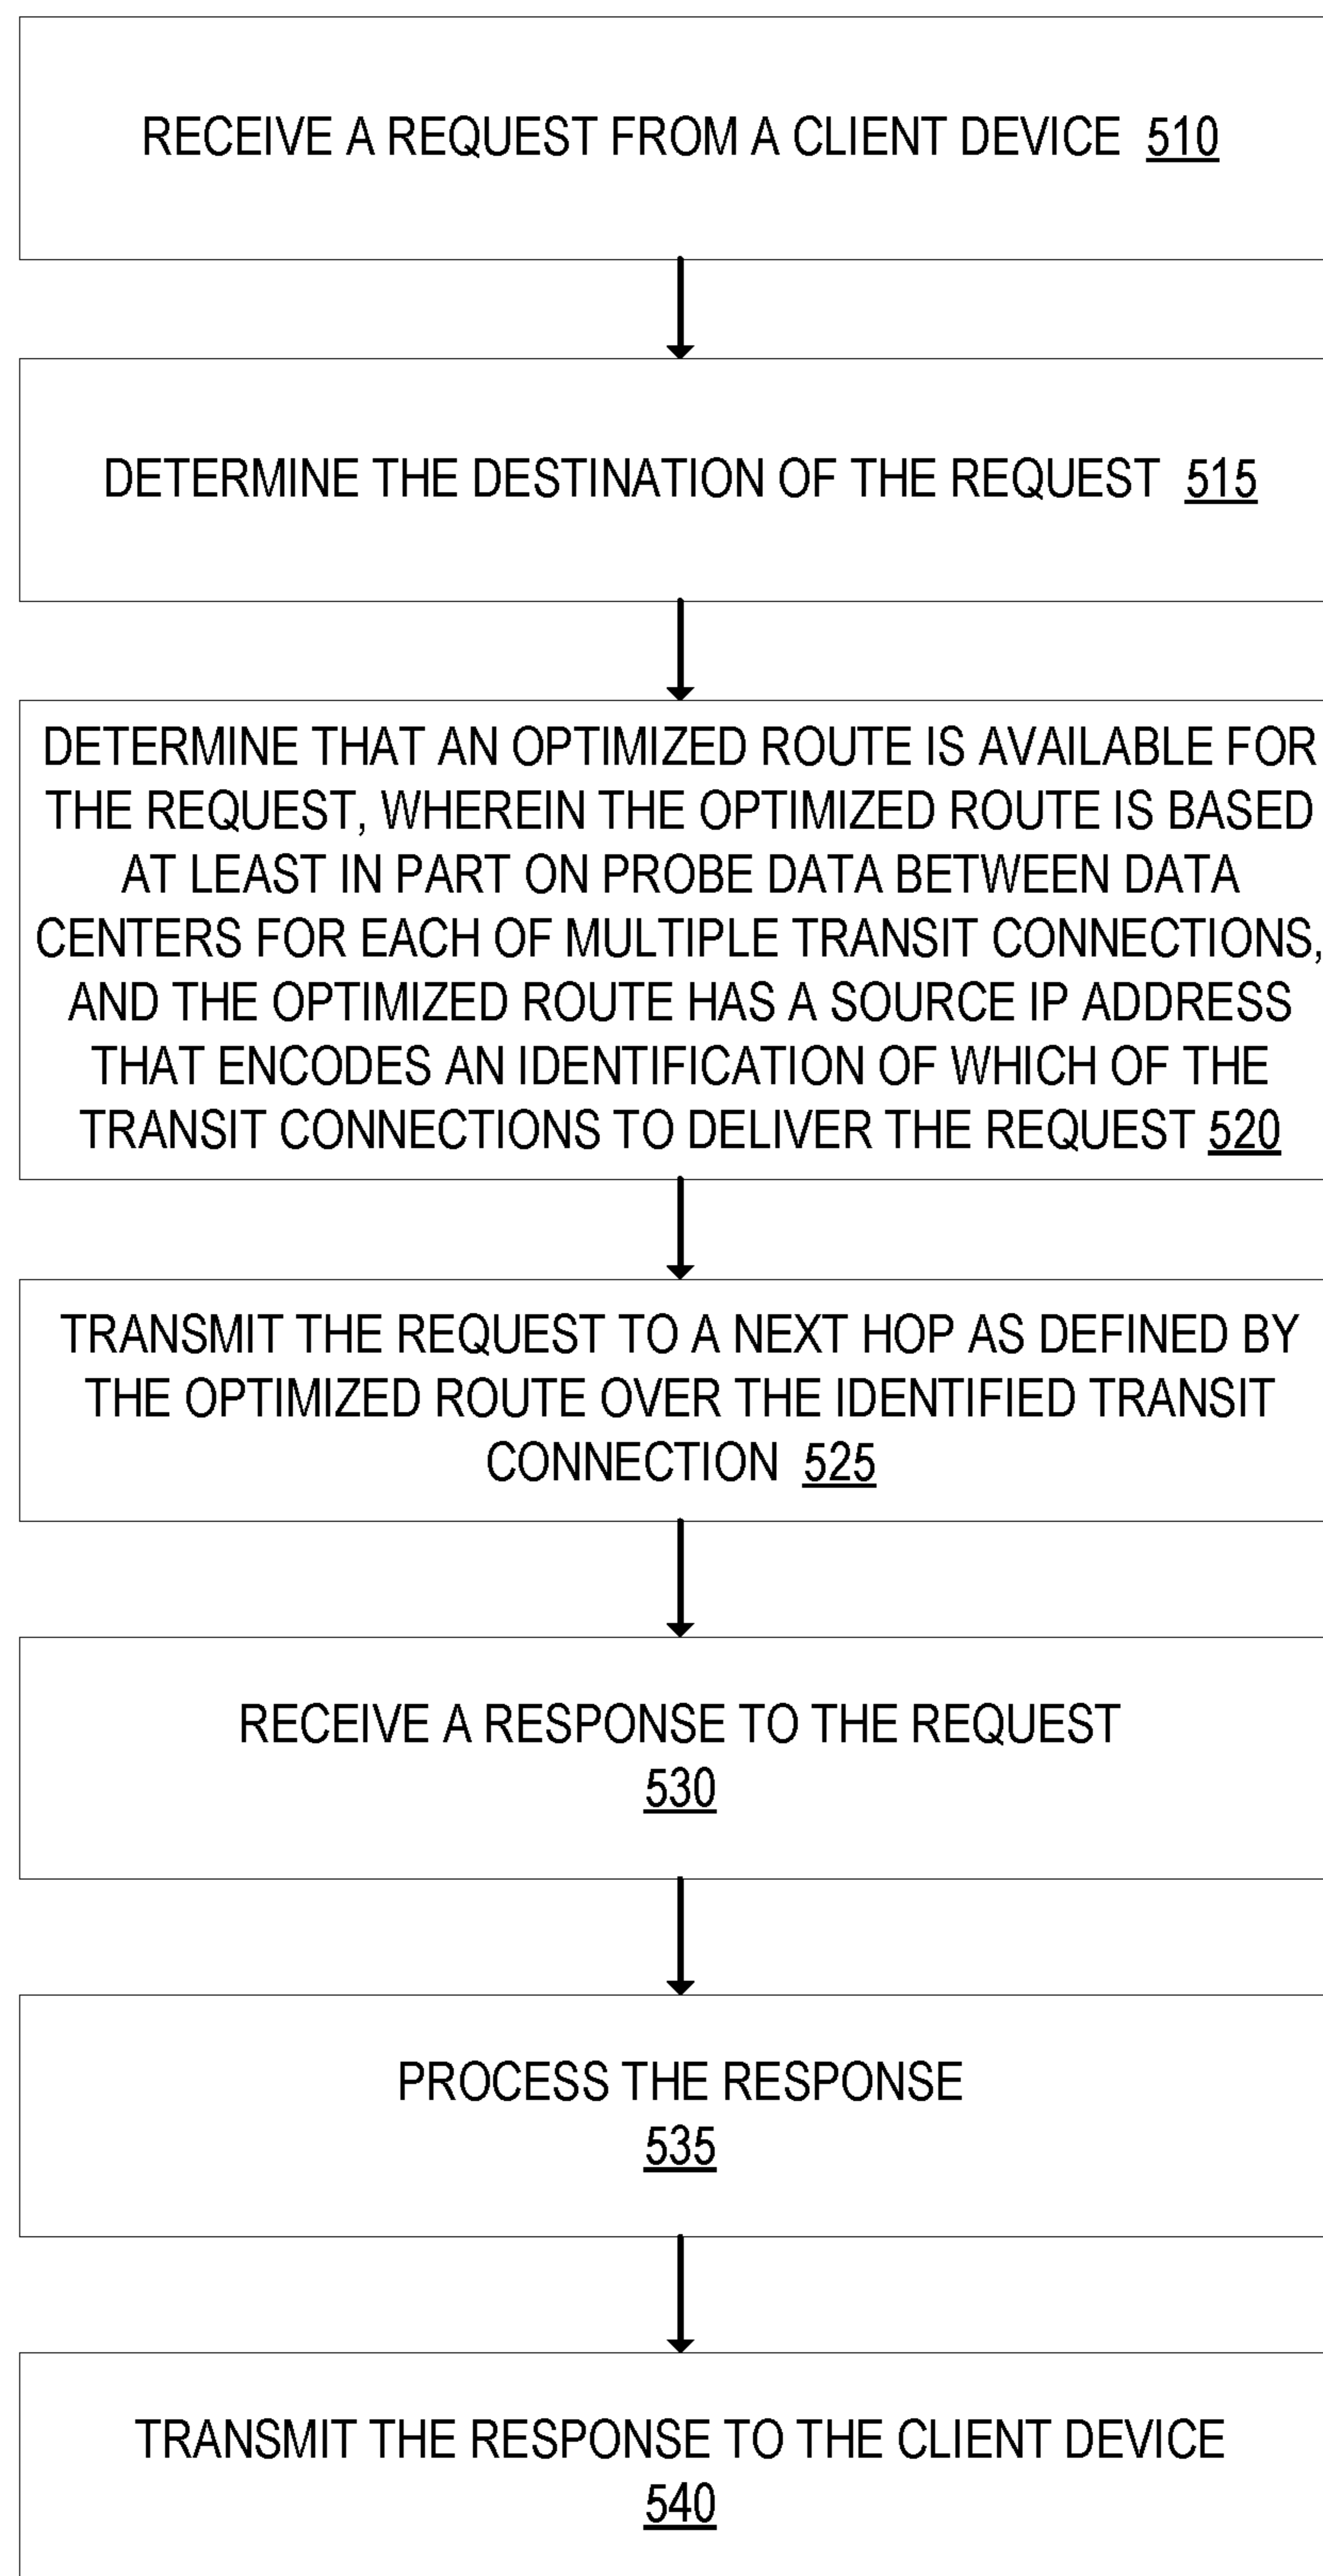 RECEIVE A REQUEST FROM A CLIENT DEVICE 510
DETERMINE THE DESTINATION OF THE REQUEST 515
DETERMINE THAT AN OPTIMIZED ROUTE IS AVAILABLE FOR
THE REQUEST, WHEREIN THE OPTIMIZED ROUTE IS BASED
AT LEAST IN PART ON PROBE DATA BETWEEN DATA
CENTERS FOR EACH OF MULTIPLE TRANSIT CONNECTIONS,
AND THE OPTIMIZED ROUTE HAS A SOURCE IP ADDRESS
THAT ENCODES AN IDENTIFICATION OF WHICH OF THE
TRANSIT CONNECTIONS TO DELIVER THE REQUEST 520
TRANSMIT THE REQUEST TO A NEXT HOP AS DEFINED BY
THE OPTIMIZED ROUTE OVER THE IDENTIFIED TRANSIT
CONNECTION 525
RECEIVE A RESPONSE TO THE REQUEST
530
PROCESS THE RESPONSE
535
TRANSMIT THE RESPONSE TO THE CLIENT DEVICE
540